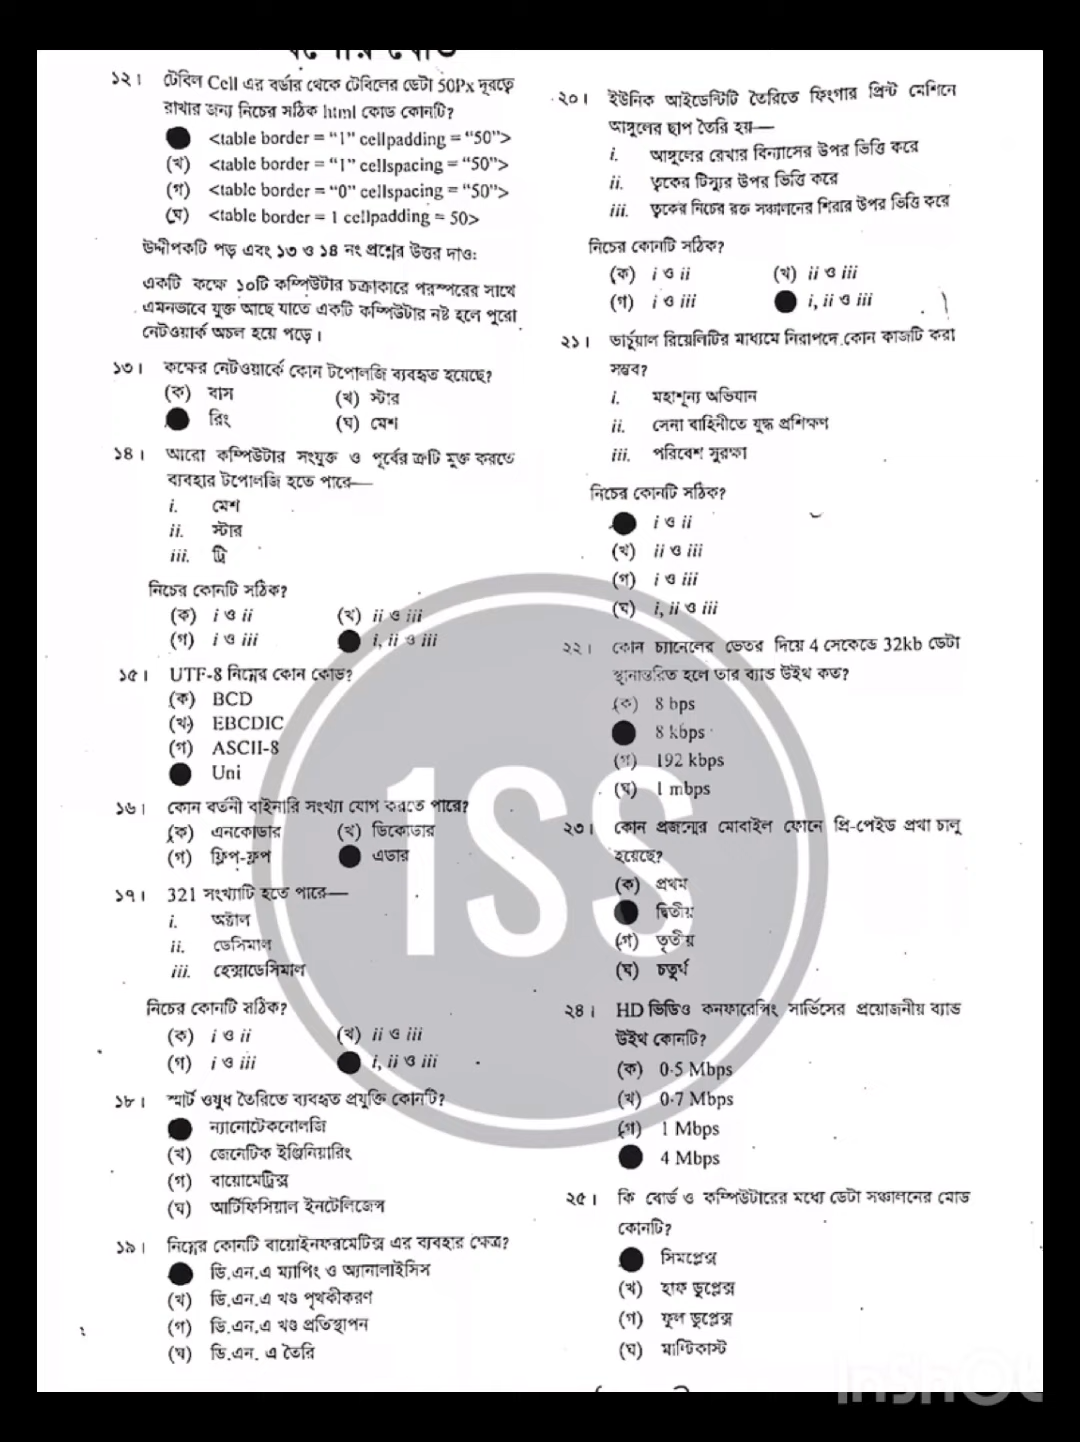 ১২। টেবিল Cell এর বর্ডার থেকে টেবিলের ডেটা 50Px দূরত্বে
রাখার জন্য নিচের সঠিক html কোড কোনটি?
<table border = “1” cellpadding = “50”>
(খ) <table border = “1” cellspacing = “50”>
(গ) <table border = “0” cellspacing = “50”>
(ঘ) <table border = 1 cellpadding = 50>
উদ্দীপকটি পড় এবং ১৩ ও ১৪ নং প্রশ্নের উত্তর দাও:
একটি কক্ষে ১০টি কম্পিউটার চক্রাকারে পরস্পরের সাথে
এমনভাবে যুক্ত আছে যাতে একটি কম্পিউটার নষ্ট হলে পুরো
নেটওয়ার্ক অচল হয়ে পড়ে।
১৩। কক্ষের নেটওয়ার্কে কোন টপোলজি ব্যবহৃত হয়েছে?
(ক) বাস (খ) স্টার
রিং (ঘ) মেশ
১৪। আরো কম্পিউটার সংযুক্ত ও পূর্বের ত্রুটি মুক্ত করতে
ব্যবহার টপোলজি হতে পারে—
i. মেশ
ii. স্টার
iii. ট্রি
নিচের কোনটি সঠিক?
(ক) i ও ii (খ) ii ও iii
(গ) i ও iii i, ii ও iii
১৫। UTF-8 নিম্নের কোন কোড?
(ক) BCD
(খ) EBCDIC
(গ) ASCII-8
Uni
১৬। কোন বর্তনী বাইনারি সংখ্যা যোগ করতে পারে?
(ক) এনকোডার (খ) ডিকোডার
(গ) ফ্লিপ-ফ্লপ এডার
১৭। 321 সংখ্যাটি হতে পারে—
i. অক্টাল
ii. ডেসিমাল
iii. হেক্সাডেসিমাল
নিচের কোনটি সঠিক?
(ক) i ও ii (খ) ii ও iii
(গ) i ও iii i, ii ও iii
১৮। স্মার্ট ওষুধ তৈরিতে ব্যবহৃত প্রযুক্তি কোনটি?
ন্যানোটেকনোলজি
(খ) জেনেটিক ইঞ্জিনিয়ারিং
(গ) বায়োমেট্রিক্স
(ঘ) আর্টিফিসিয়াল ইনটেলিজেন্স
১৯। নিম্নের কোনটি বায়োইনফরমেটিক্স এর ব্যবহার ক্ষেত্র?
ডি.এন.এ ম্যাপিং ও অ্যানালাইসিস
(খ) ডি.এন.এ খণ্ড পৃথকীকরণ
(গ) ডি.এন.এ খণ্ড প্রতিস্থাপন
(ঘ) ডি.এন. এ তৈরি
২০। ইউনিক আইডেন্টিটি তৈরিতে ফিংগার প্রিন্ট মেশিনে
আঙ্গুলের ছাপ তৈরি হয়—
i. আঙ্গুলের রেখার বিন্যাসের উপর ভিত্তি করে
ii. ত্বকের টিস্যুর উপর ভিত্তি করে
iii. ত্বকের নিচের রক্ত সঞ্চালনের শিরার উপর ভিত্তি করে
নিচের কোনটি সঠিক?
(ক) i ও ii (খ) ii ও iii
(গ) i ও iii i, ii ও iii
২১। ভার্চুয়াল রিয়েলিটির মাধ্যমে নিরাপদে কোন কাজটি করা
সম্ভব?
i. মহাশূন্য অভিযান
ii. সেনা বাহিনীতে যুদ্ধ প্রশিক্ষণ
iii. পরিবেশ সুরক্ষা
নিচের কোনটি সঠিক?
i ও ii
(খ) ii ও iii
(গ) i ও iii
(ঘ) i, ii ও iii
২২। কোন চ্যানেলের ভেতর দিয়ে 4 সেকেন্ডে 32kb ডেটা
স্থানান্তরিত হলে তার ব্যান্ড উইথ কত?
(ক) 8 bps
8 kbps
(গ) 192 kbps
(ঘ) 1 mbps
২৩। কোন প্রজন্মের মোবাইল ফোনে প্রি-পেইড প্রথা চালু
হয়েছে?
(ক) প্রথম
দ্বিতীয়
(গ) তৃতীয়
(ঘ) চতুর্থ
২৪। HD ভিডিও কনফারেন্সিং সার্ভিসের প্রয়োজনীয় ব্যান্ড
উইথ কোনটি?
(ক) 0·5 Mbps
(খ) 0·7 Mbps
(গ) 1 Mbps
4 Mbps
২৫। কি বোর্ড ও কম্পিউটারের মধ্যে ডেটা সঞ্চালনের মোড
কোনটি?
সিমপ্লেক্স
(খ) হাফ ডুপ্লেক্স
(গ) ফুল ডুপ্লেক্স
(ঘ) মাল্টিকাস্ট
1SS